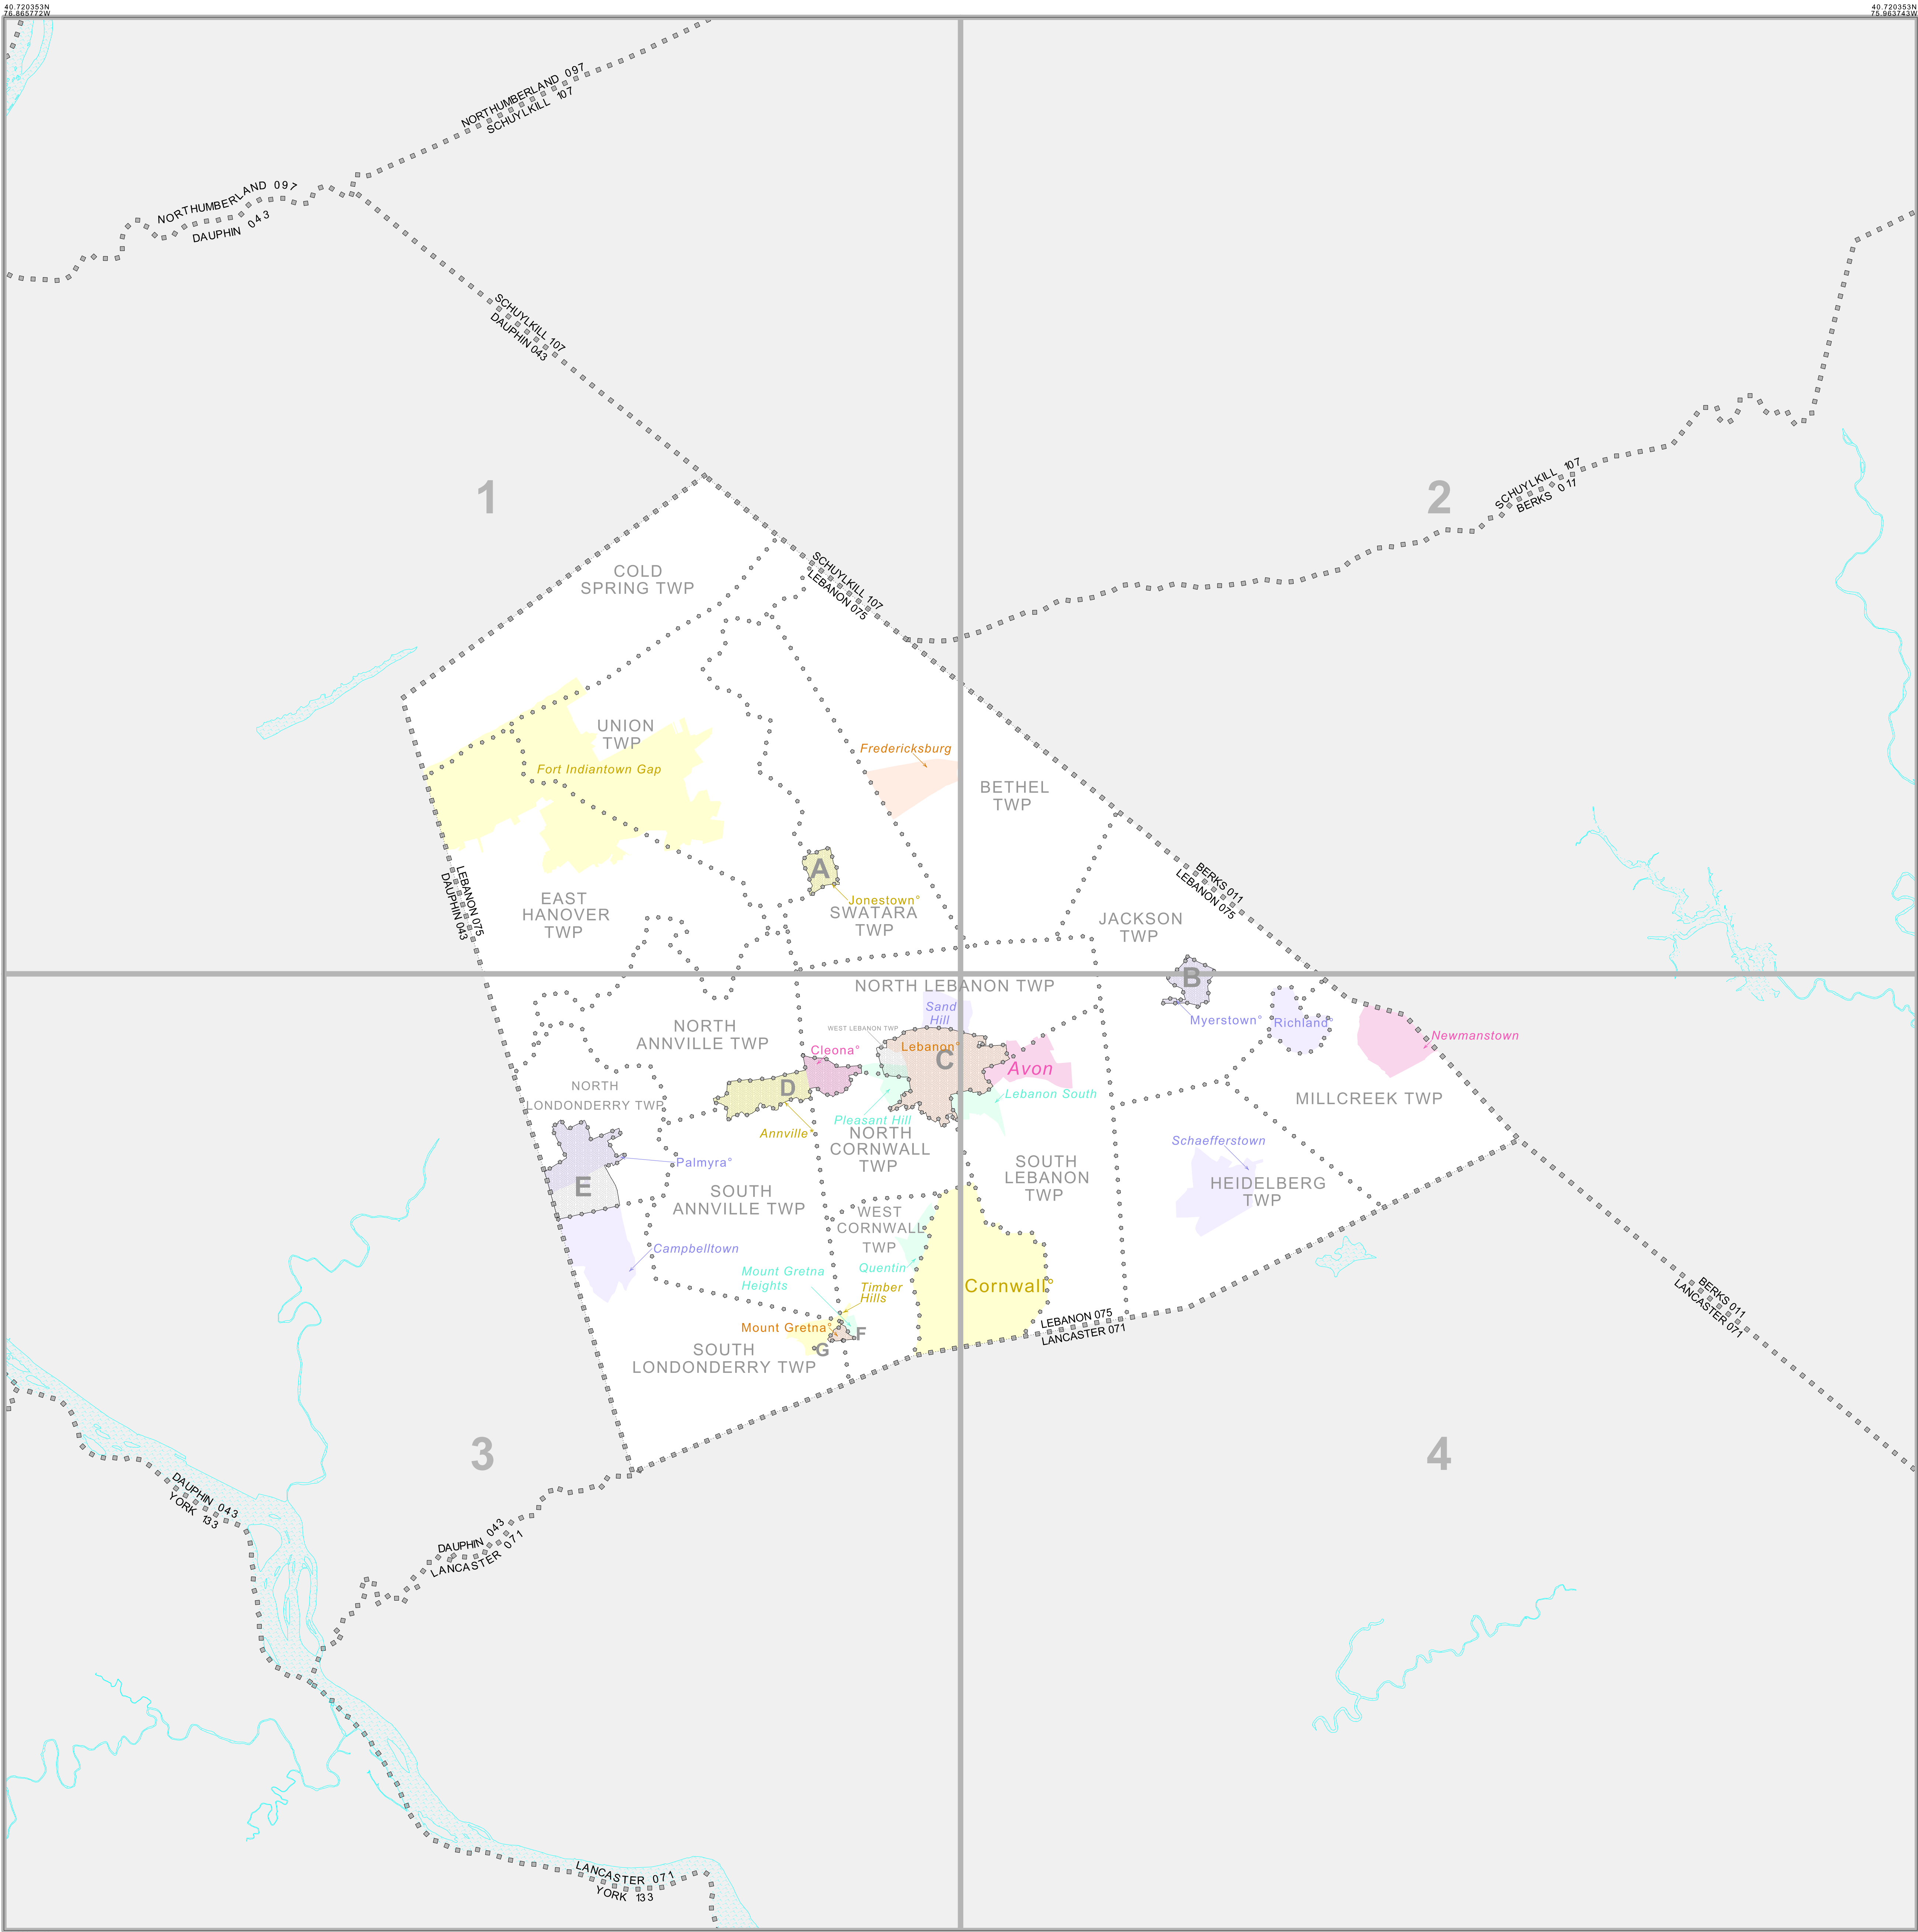 40.720353N
76.865772W
40.720353N
75.963743W
NORTHUMBERLAND 097
SCHUYLKILL 107
NORTHUMBERLAND 097
DAUPHIN 043
SCHUYLKILL 107
DAUPHIN 043
1
2
SCHUYLKILL 107
BERKS 011
SCHUYLKILL 107
LEBANON 075
COLD
SPRING TWP
UNION
TWP
Fort Indiantown Gap
Fredericksburg
BETHEL
TWP
A
Jonestown°
SWATARA
TWP
EAST
HANOVER
TWP
LEBANON 075
DAUPHIN 043
BERKS 011
LEBANON 075
JACKSON
TWP
B
Myerstown°
Richland°
NORTH LEBANON TWP
Sand
Hill
WEST LEBANON TWP
Lebanon°
C
NORTH
ANNVILLE TWP
Cleona°
Avon
Newmanstown
D
NORTH
LONDONDERRY TWP
Lebanon South
MILLCREEK TWP
Pleasant Hill
Annville°
NORTH
CORNWALL
TWP
Palmyra°
E
SOUTH
ANNVILLE TWP
SOUTH
LEBANON
TWP
Schaefferstown
HEIDELBERG
TWP
WEST
CORNWALL
TWP
Campbelltown
Quentin
Mount Gretna
Heights
Timber
Hills
Cornwall°
Mount Gretna°
F
G
SOUTH
LONDONDERRY TWP
LEBANON 075
LANCASTER 071
BERKS 011
LANCASTER 071
3
4
DAUPHIN 043
YORK 133
DAUPHIN 043
LANCASTER 071
LANCASTER 071
YORK 133